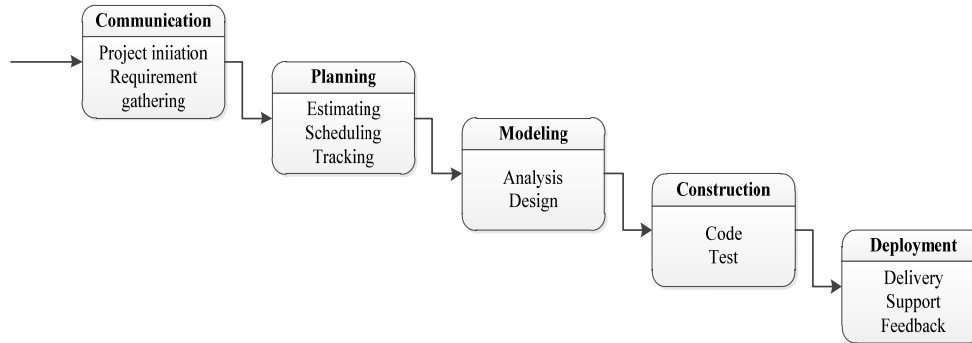 Communication
Project iniiation
Requirement
gathering
Planning
Estimating
Scheduling
Tracking
Modeling
Analysis
Design
Construction
Code
Test
Deployment
Delivery
Support
Feedback